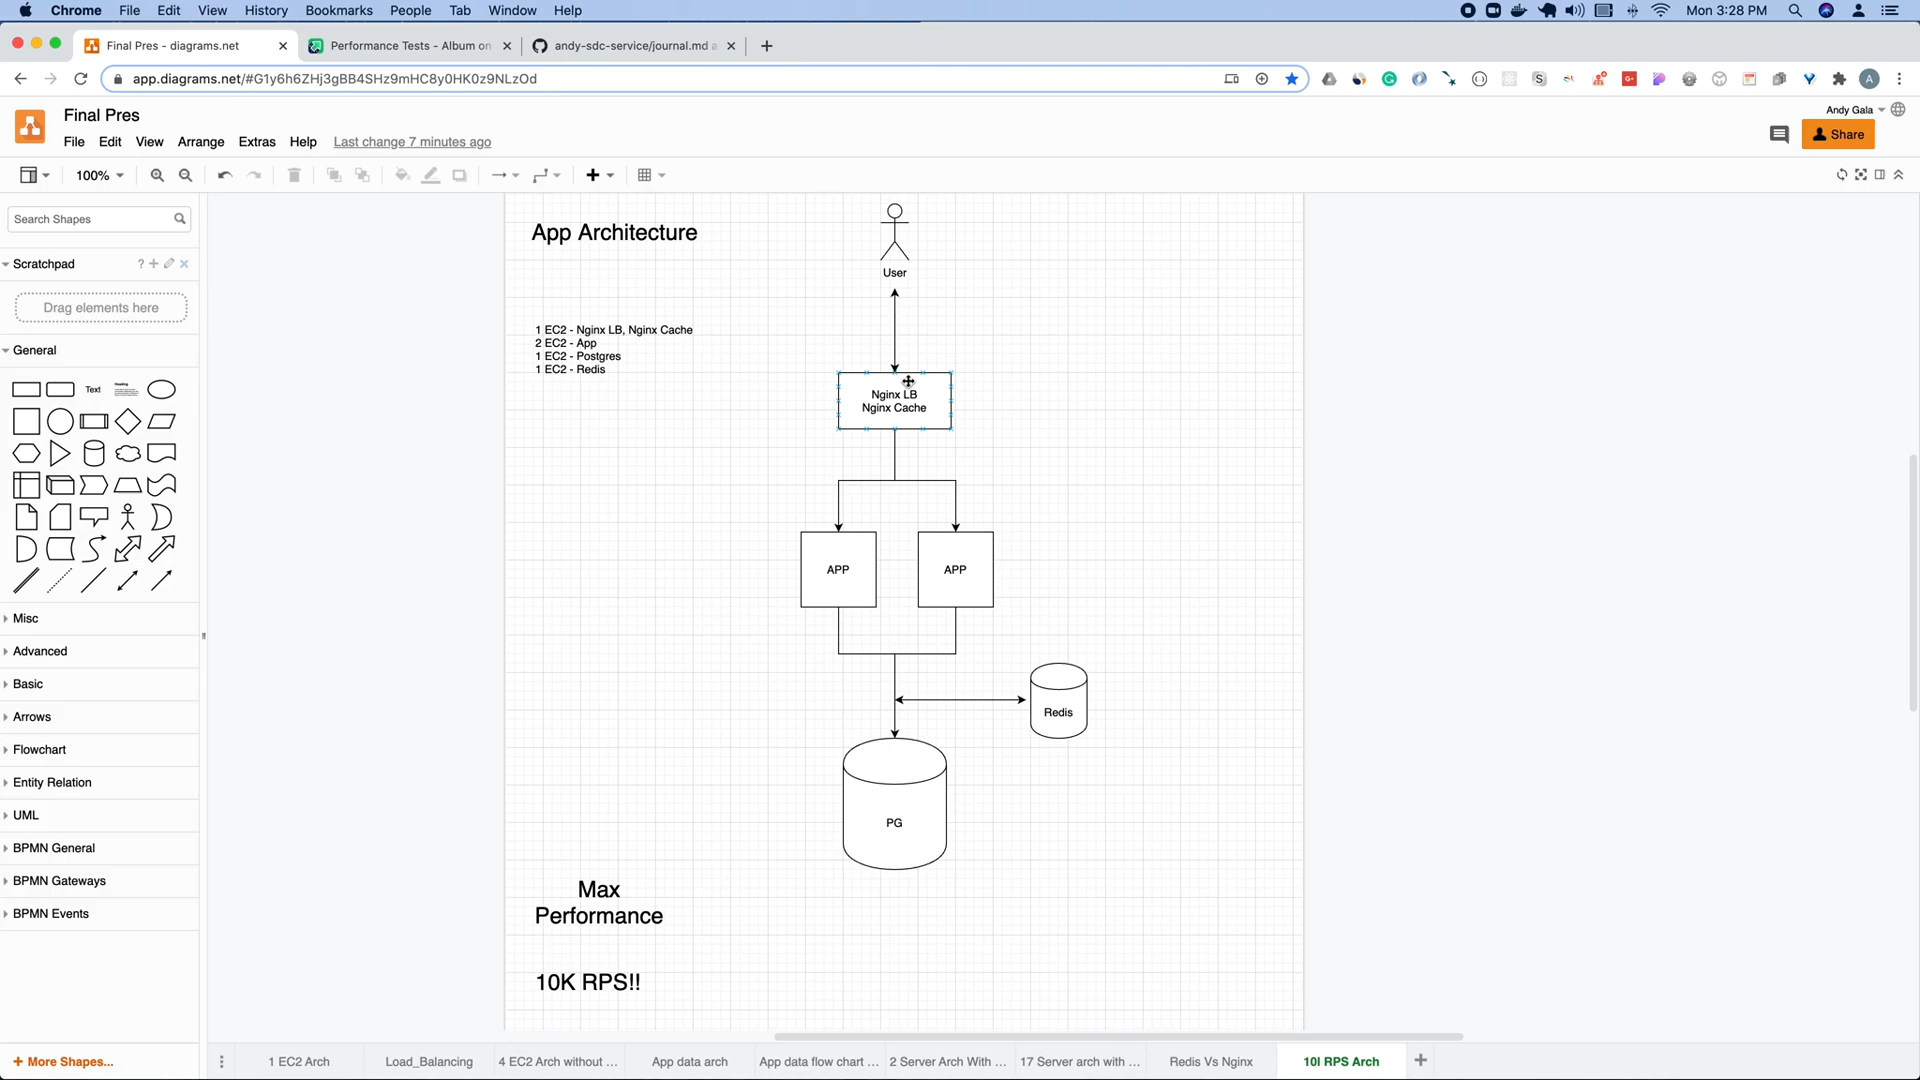 Chrome File Edit View History Bookmarks People Tab Window Help
Mon 3:28 PM
Final Pres - diagrams.net
Performance Tests - Album on
andy-sdc-service/journal.md a
app.diagrams.net/#G1y6h6ZHj3gBB4SHz9mHC8y0HK0z9NLzOd
Final Pres
Andy Gala
File Edit View Arrange Extras Help Last change 7 minutes ago
Share
100%
Search Shapes
Scratchpad
Drag elements here
General
Text
Heading
Misc
Advanced
Basic
Arrows
Flowchart
Entity Relation
UML
BPMN General
BPMN Gateways
BPMN Events
+ More Shapes...
App Architecture
User
1 EC2 - Nginx LB, Nginx Cache
2 EC2 - App
1 EC2 - Postgres
1 EC2 - Redis
Nginx LB
Nginx Cache
APP
APP
Redis
PG
Max
Performance
10K RPS!!
1 EC2 Arch
Load_Balancing
4 EC2 Arch without ...
App data arch
App data flow chart ...
2 Server Arch With ...
17 Server arch with ...
Redis Vs Nginx
10l RPS Arch